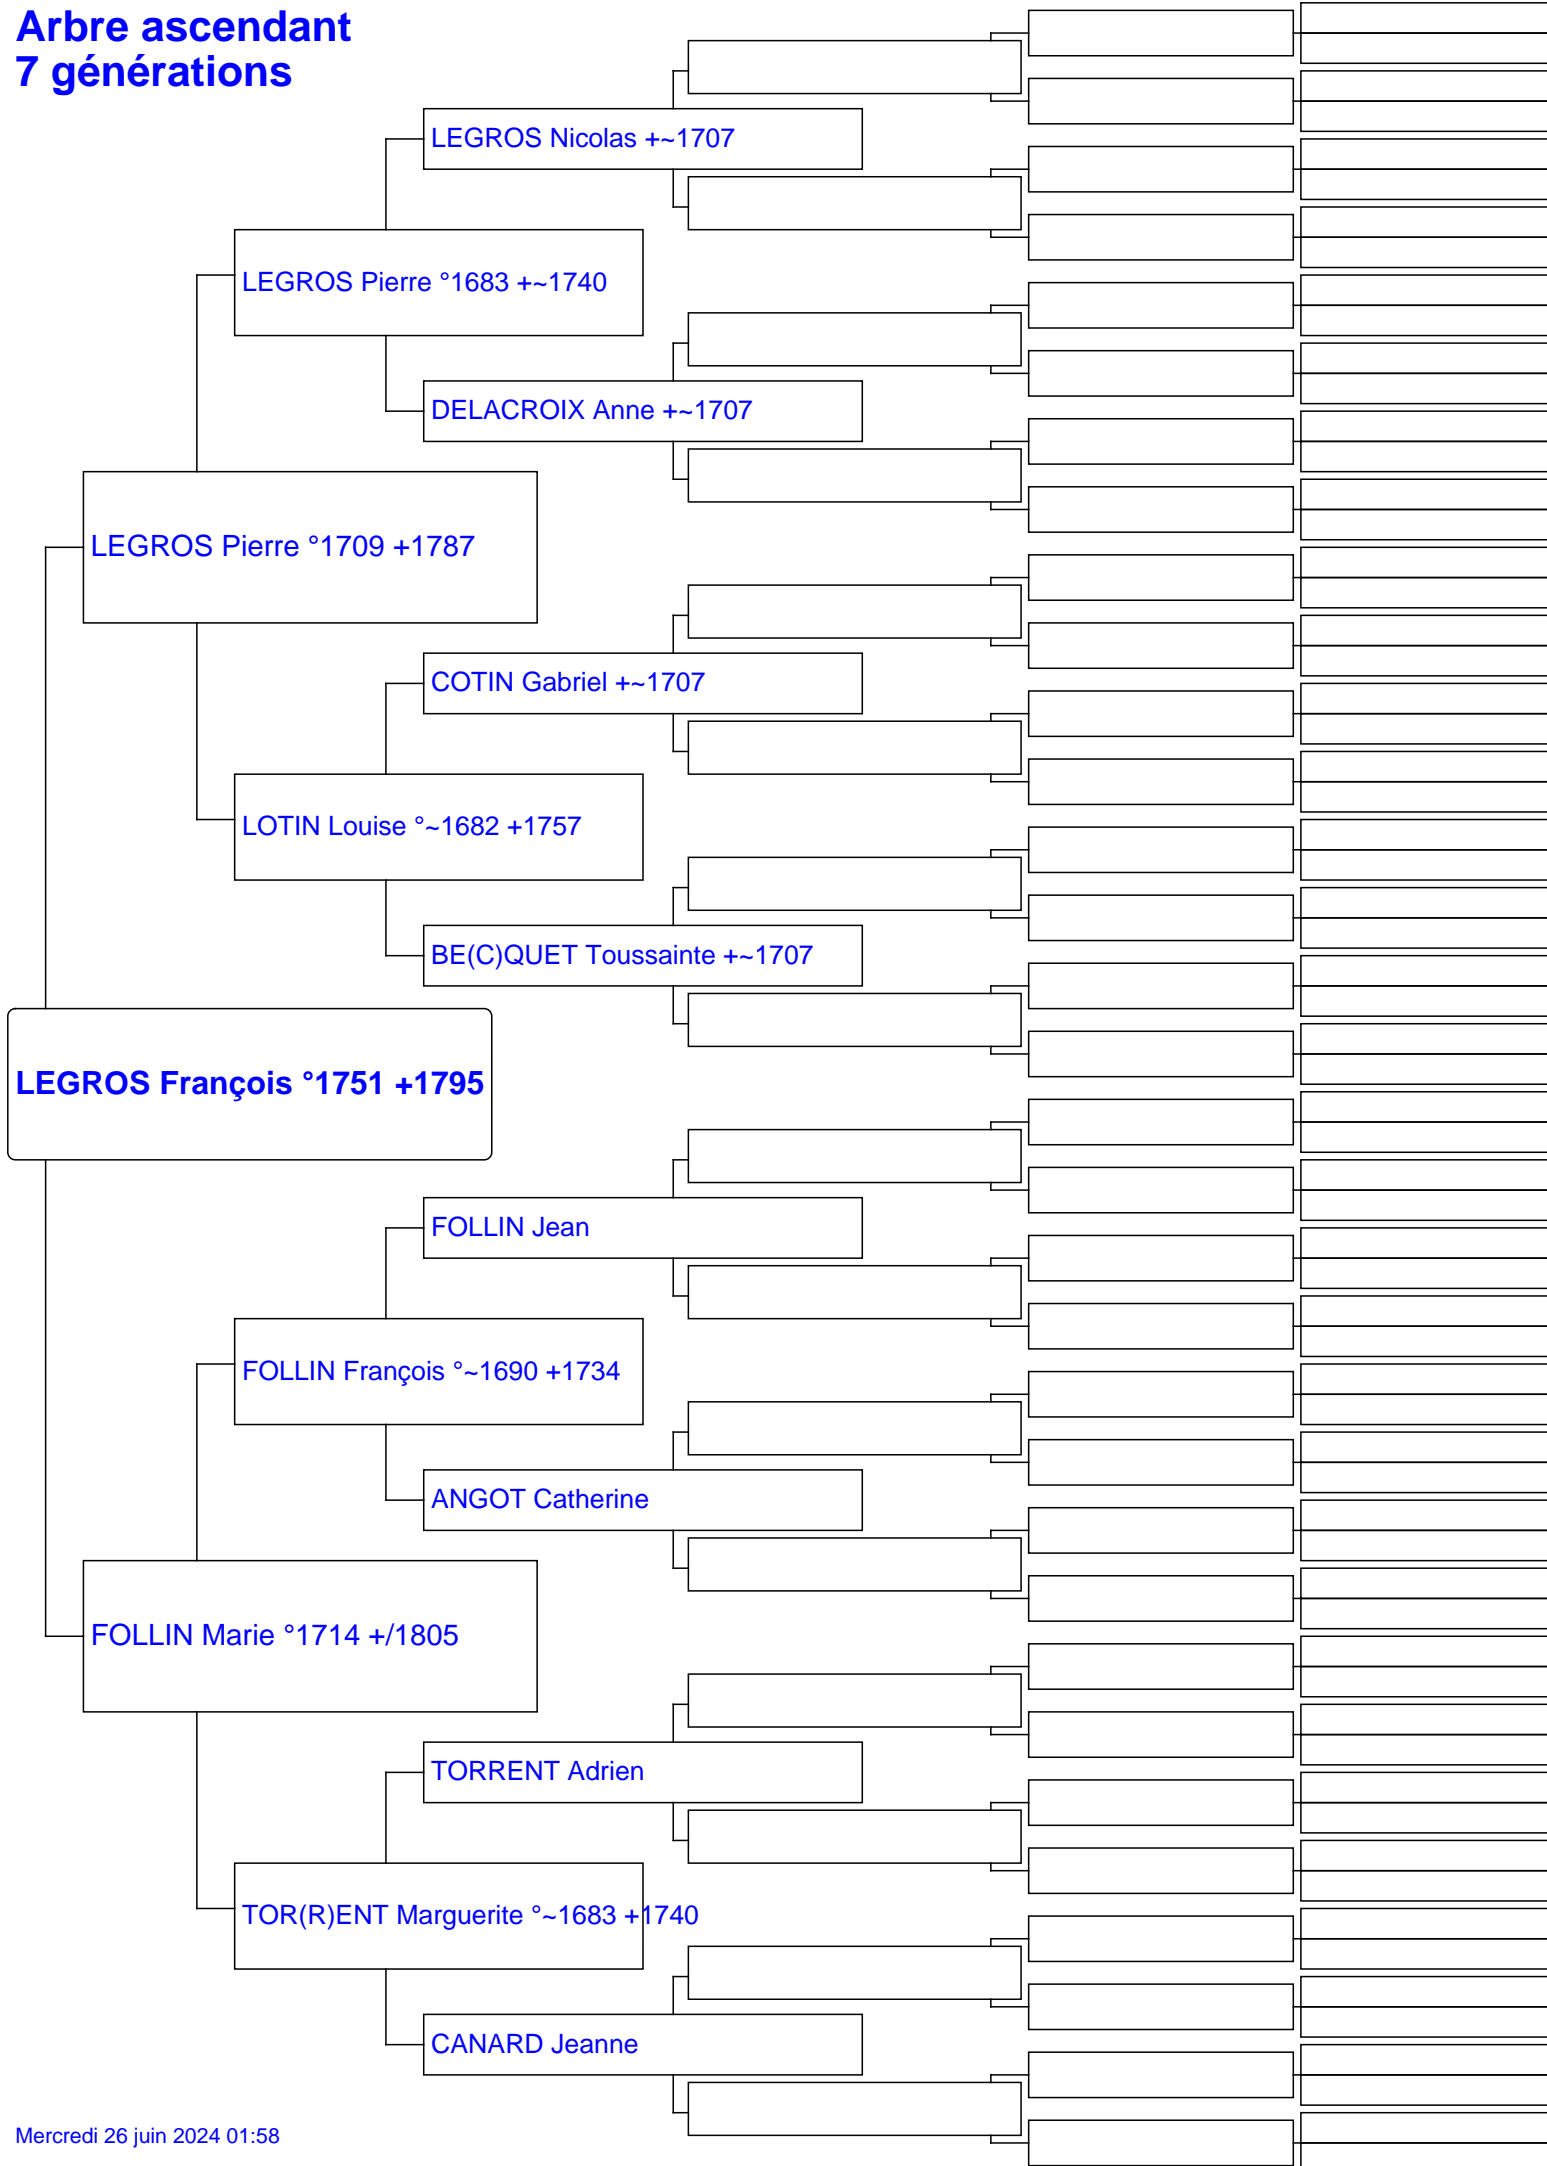 Arbre ascendant
7 générations
LEGROS Nicolas +~1707
LEGROS Pierre °1683 +~1740
DELACROIX Anne +~1707
LEGROS Pierre °1709 +1787
COTIN Gabriel +~1707
LOTIN Louise °~1682 +1757
BE(C)QUET Toussainte +~1707
LEGROS François °1751 +1795
FOLLIN Jean
FOLLIN François °~1690 +1734
ANGOT Catherine
FOLLIN Marie °1714 +/1805
TORRENT Adrien
TOR(R)ENT Marguerite °~1683 +1740
CANARD Jeanne
Mercredi 26 juin 2024 01:58